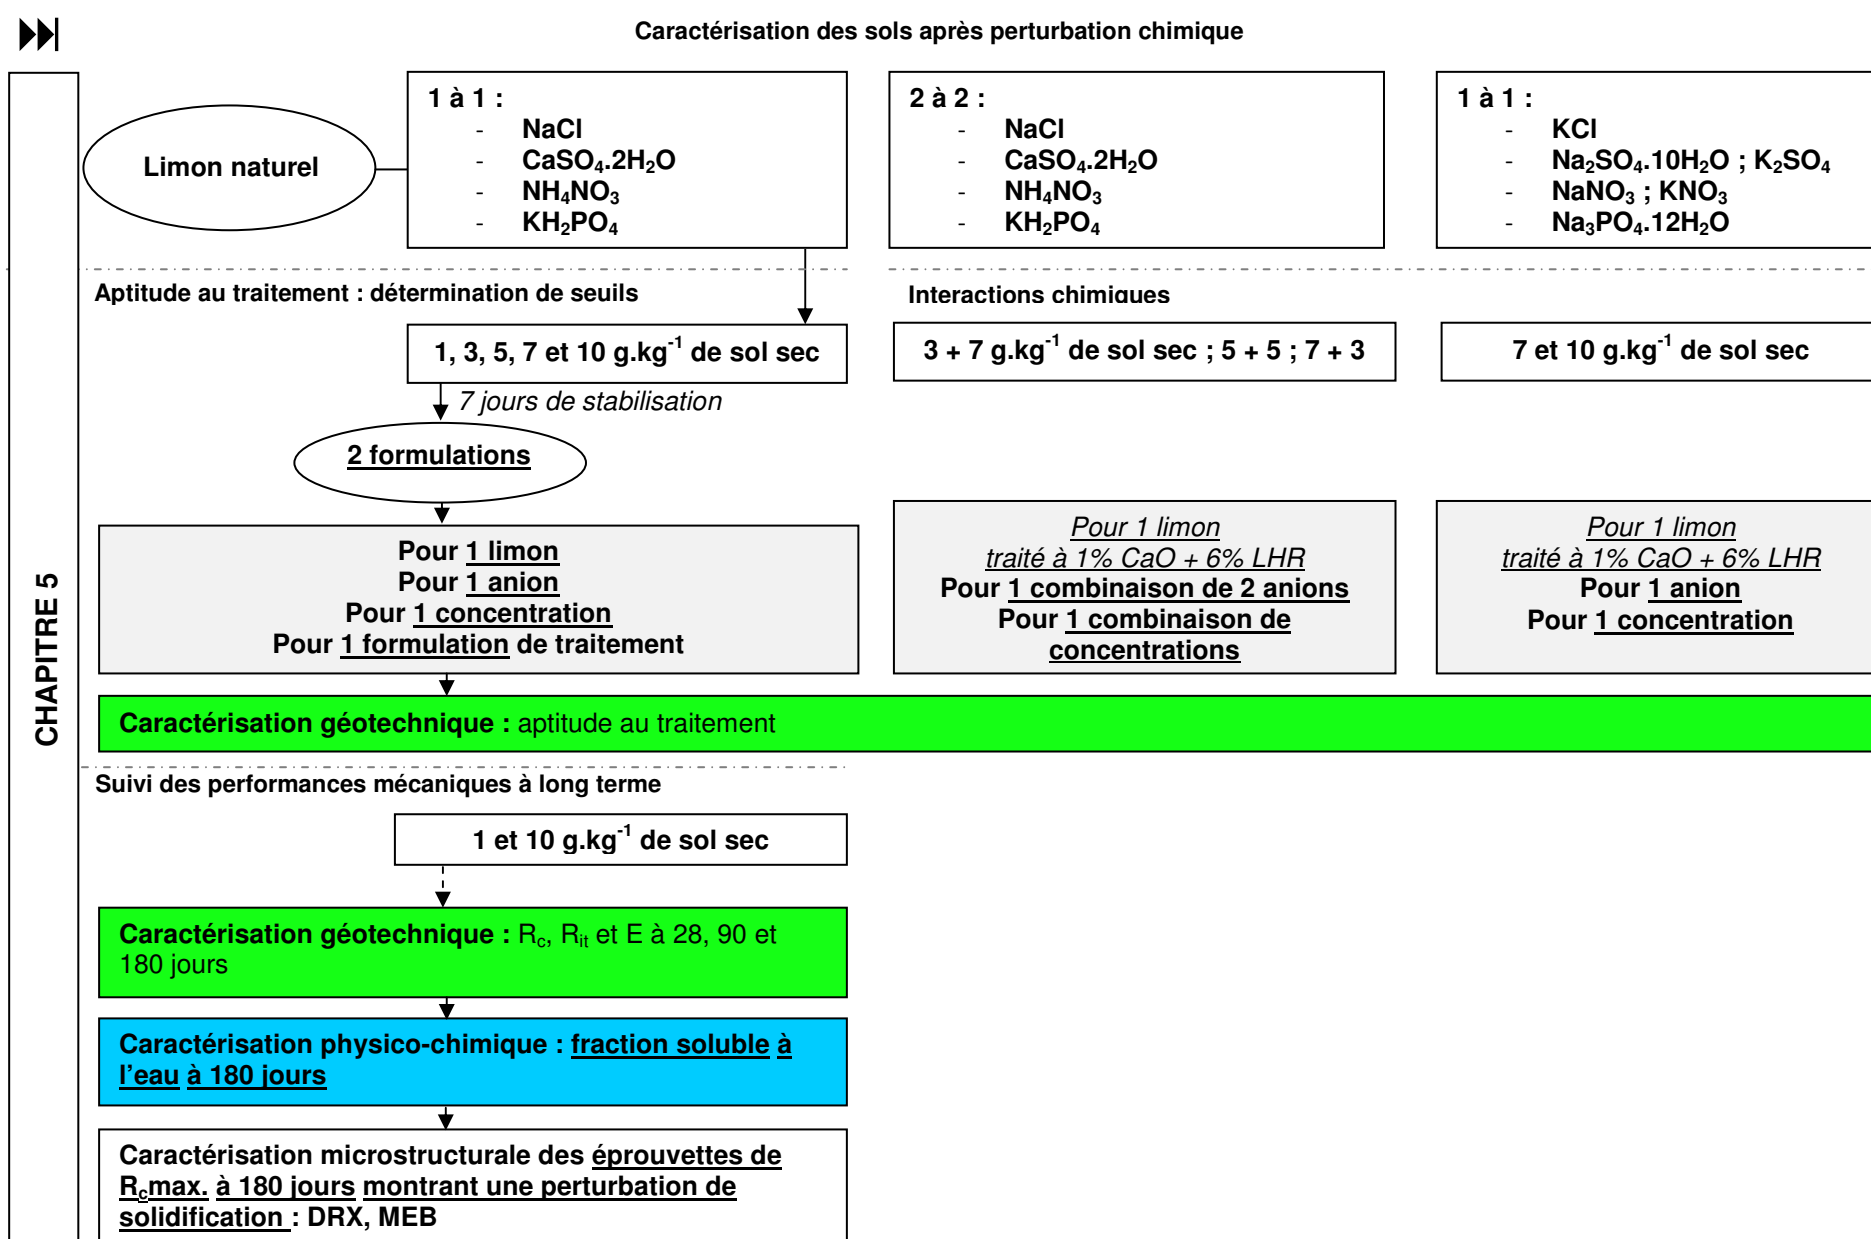 Caractérisation des sols après perturbation chimique
CHAPITRE 5
Limon naturel
1 à 1 :
- NaCl
- CaSO₄.2H₂O
- NH₄NO₃
- KH₂PO₄
2 à 2 :
- NaCl
- CaSO₄.2H₂O
- NH₄NO₃
- KH₂PO₄
1 à 1 :
- KCl
- Na₂SO₄.10H₂O ; K₂SO₄
- NaNO₃ ; KNO₃
- Na₃PO₄.12H₂O
Aptitude au traitement : détermination de seuils
Interactions chimiques
1, 3, 5, 7 et 10 g.kg⁻¹ de sol sec
3 + 7 g.kg⁻¹ de sol sec ; 5 + 5 ; 7 + 3
7 et 10 g.kg⁻¹ de sol sec
7 jours de stabilisation
2 formulations
Pour 1 limon
Pour 1 anion
Pour 1 concentration
Pour 1 formulation de traitement
Pour 1 limon
traité à 1% CaO + 6% LHR
Pour 1 combinaison de 2 anions
Pour 1 combinaison de
concentrations
Pour 1 limon
traité à 1% CaO + 6% LHR
Pour 1 anion
Pour 1 concentration
Caractérisation géotechnique : aptitude au traitement
Suivi des performances mécaniques à long terme
1 et 10 g.kg⁻¹ de sol sec
Caractérisation géotechnique : Rc, Rit et E à 28, 90 et
180 jours
Caractérisation physico-chimique : fraction soluble à
l'eau à 180 jours
Caractérisation microstructurale des éprouvettes de
Rcmax. à 180 jours montrant une perturbation de
solidification : DRX, MEB